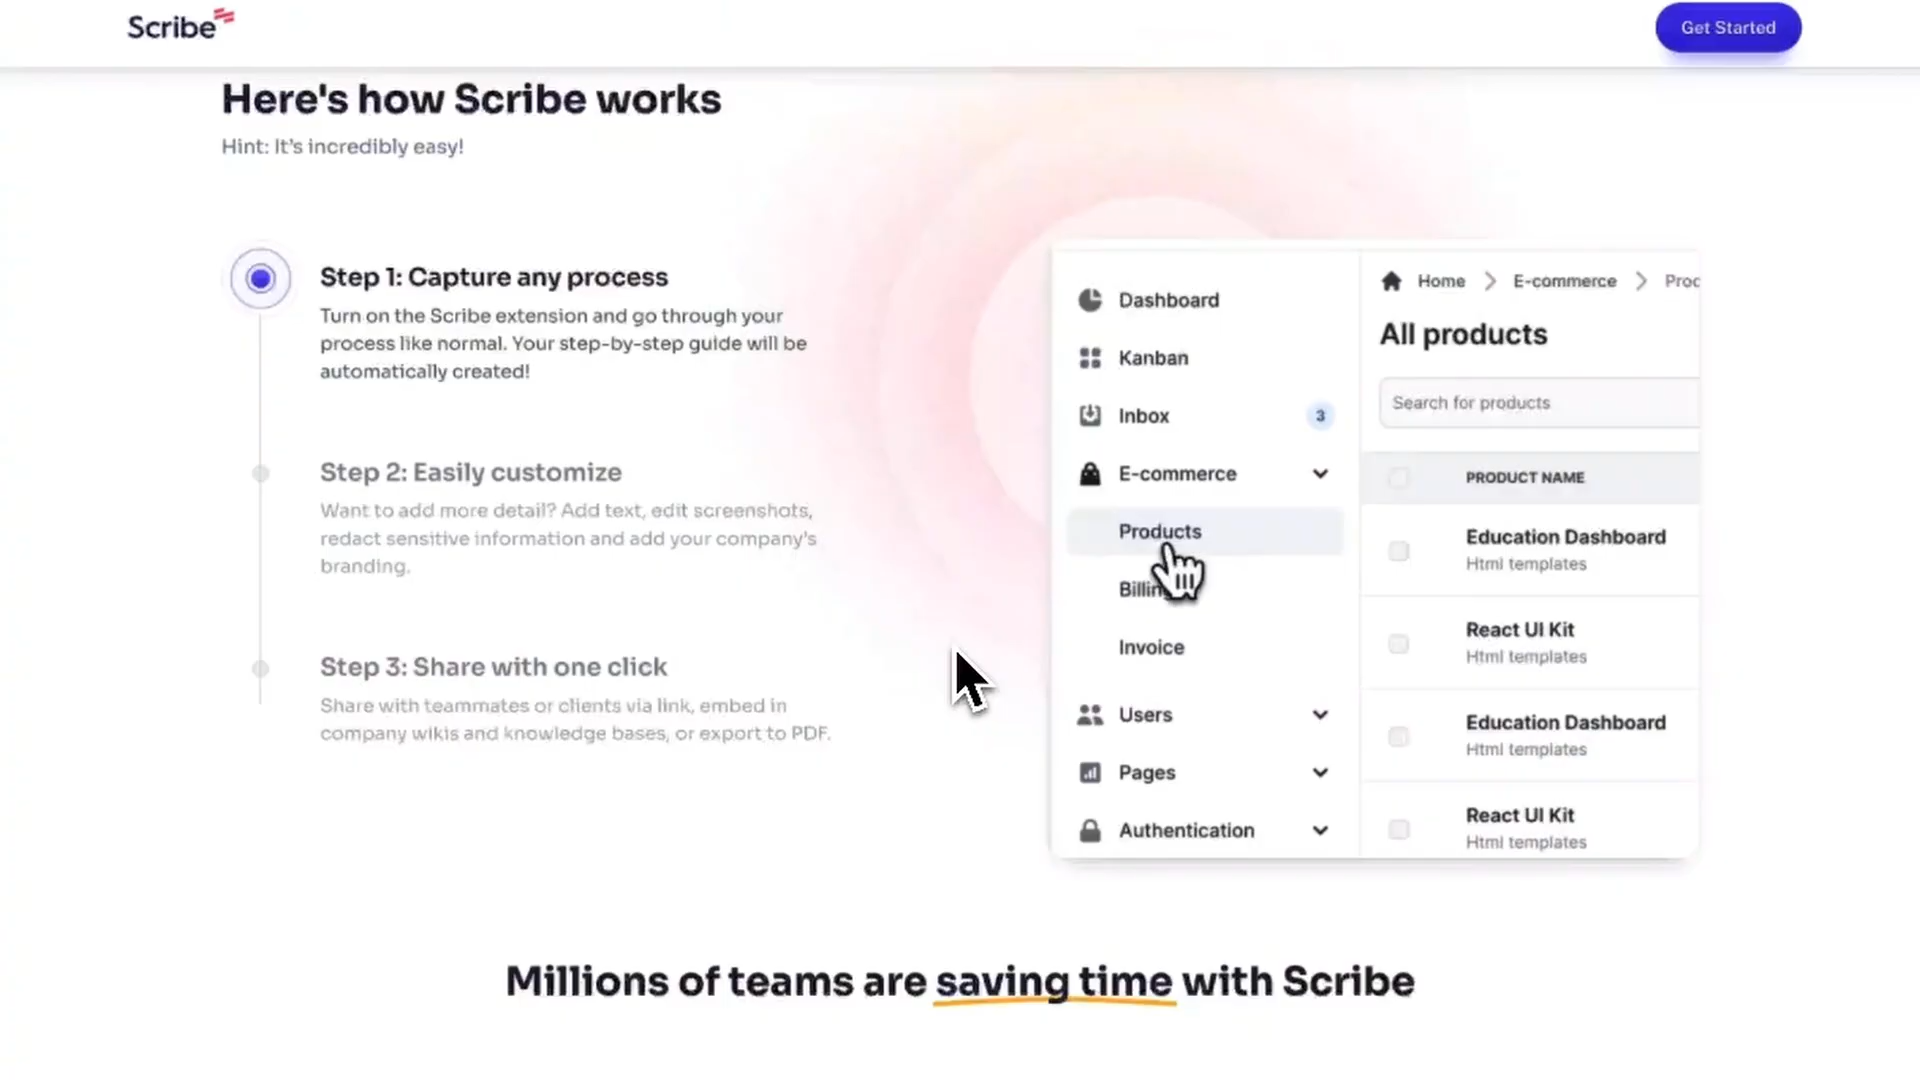 Scribe
Get Started
Here's how Scribe works
Hint: It's incredibly easy!
Step 1: Capture any process
Turn on the Scribe extension and go through your
process like normal. Your step-by-step guide will be
automatically created!
Step 2: Easily customize
Want to add more detail? Add text, edit screenshots,
redact sensitive information and add your company's
branding.
Step 3: Share with one click
Share with teammates or clients via link, embed in
company wikis and knowledge bases, or export to PDF.
Dashboard
Kanban
Inbox 3
E-commerce
Products
Invoice
Users
Pages
Authentication
Home E-commerce
All products
Search for products
PRODUCT NAME
Education Dashboard
Html templates
React UI Kit
Html templates
Education Dashboard
Html templates
React UI Kit
Html templates
Millions of teams are saving time with Scribe